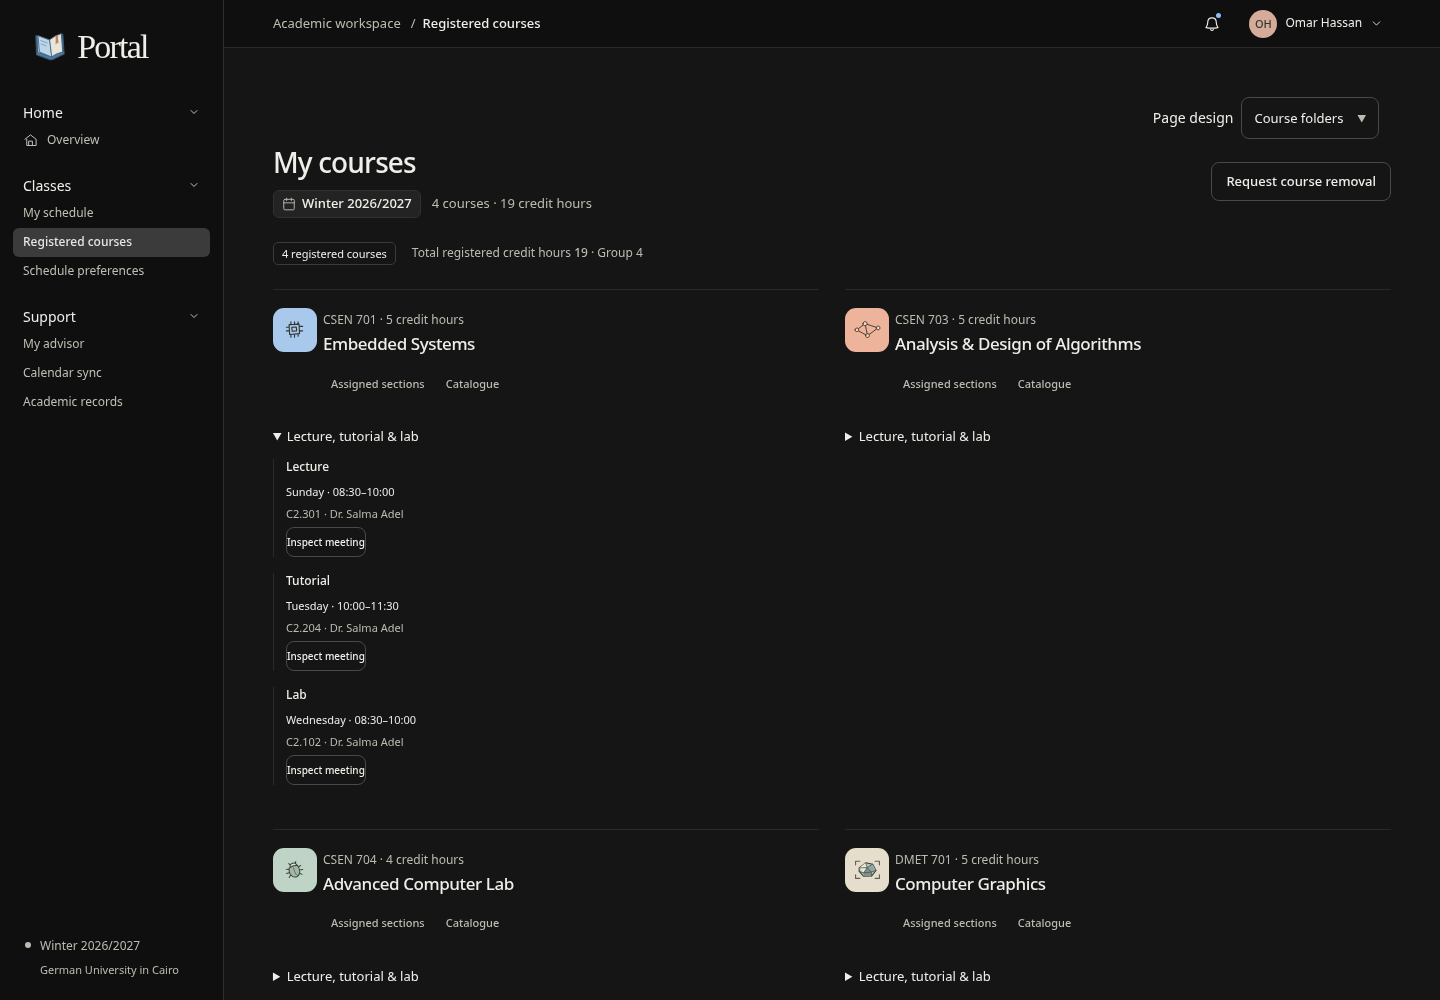 Portal
Home
Overview
Classes
My schedule
Registered courses
Schedule preferences
Support
My advisor
Calendar sync
Academic records
Winter 2026/2027
German University in Cairo
Academic workspace / Registered courses
OH Omar Hassan
Page design Course folders
My courses
Request course removal
Winter 2026/2027 4 courses · 19 credit hours
4 registered courses Total registered credit hours 19 · Group 4
CSEN 701 · 5 credit hours
Embedded Systems
Assigned sections Catalogue
Lecture, tutorial & lab
Lecture
Sunday · 08:30–10:00
C2.301 · Dr. Salma Adel
Inspect meeting
Tutorial
Tuesday · 10:00–11:30
C2.204 · Dr. Salma Adel
Inspect meeting
Lab
Wednesday · 08:30–10:00
C2.102 · Dr. Salma Adel
Inspect meeting
CSEN 703 · 5 credit hours
Analysis & Design of Algorithms
Assigned sections Catalogue
Lecture, tutorial & lab
CSEN 704 · 4 credit hours
Advanced Computer Lab
Assigned sections Catalogue
Lecture, tutorial & lab
DMET 701 · 5 credit hours
Computer Graphics
Assigned sections Catalogue
Lecture, tutorial & lab